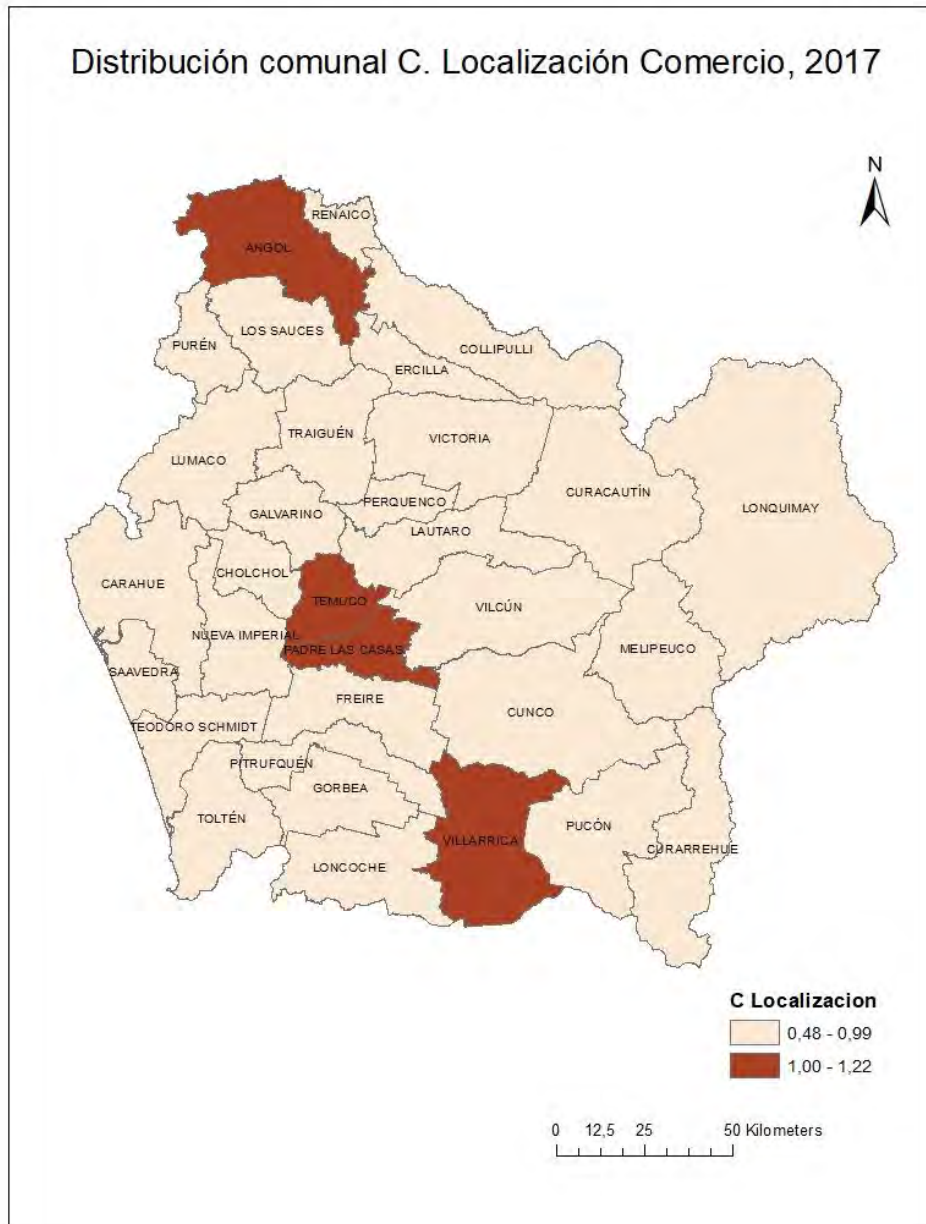 Distribución comunal C. Localización Comercio, 2017
N
RENAICO
ANGOL
LOS SAUCES
PURÉN
COLLIPULLI
ERCILLA
TRAIGUÉN
VICTORIA
LUMACO
CURACAUTÍN
PERQUENCO
LONQUIMAY
GALVARINO
LAUTARO
CHOLCHOL
CARAHUE
TEMUCO
VILCÚN
NUEVA IMPERIAL
PADRE LAS CASAS
MELIPEUCO
SAAVEDRA
FREIRE
CUNCO
TEODORO SCHMIDT
PITRUFQUÉN
GORBEA
TOLTÉN
PUCÓN
VILLARRICA
CURARREHUE
LONCOCHE
C Localizacion
0,48 - 0,99
1,00 - 1,22
0 12,5 25 50 Kilometers